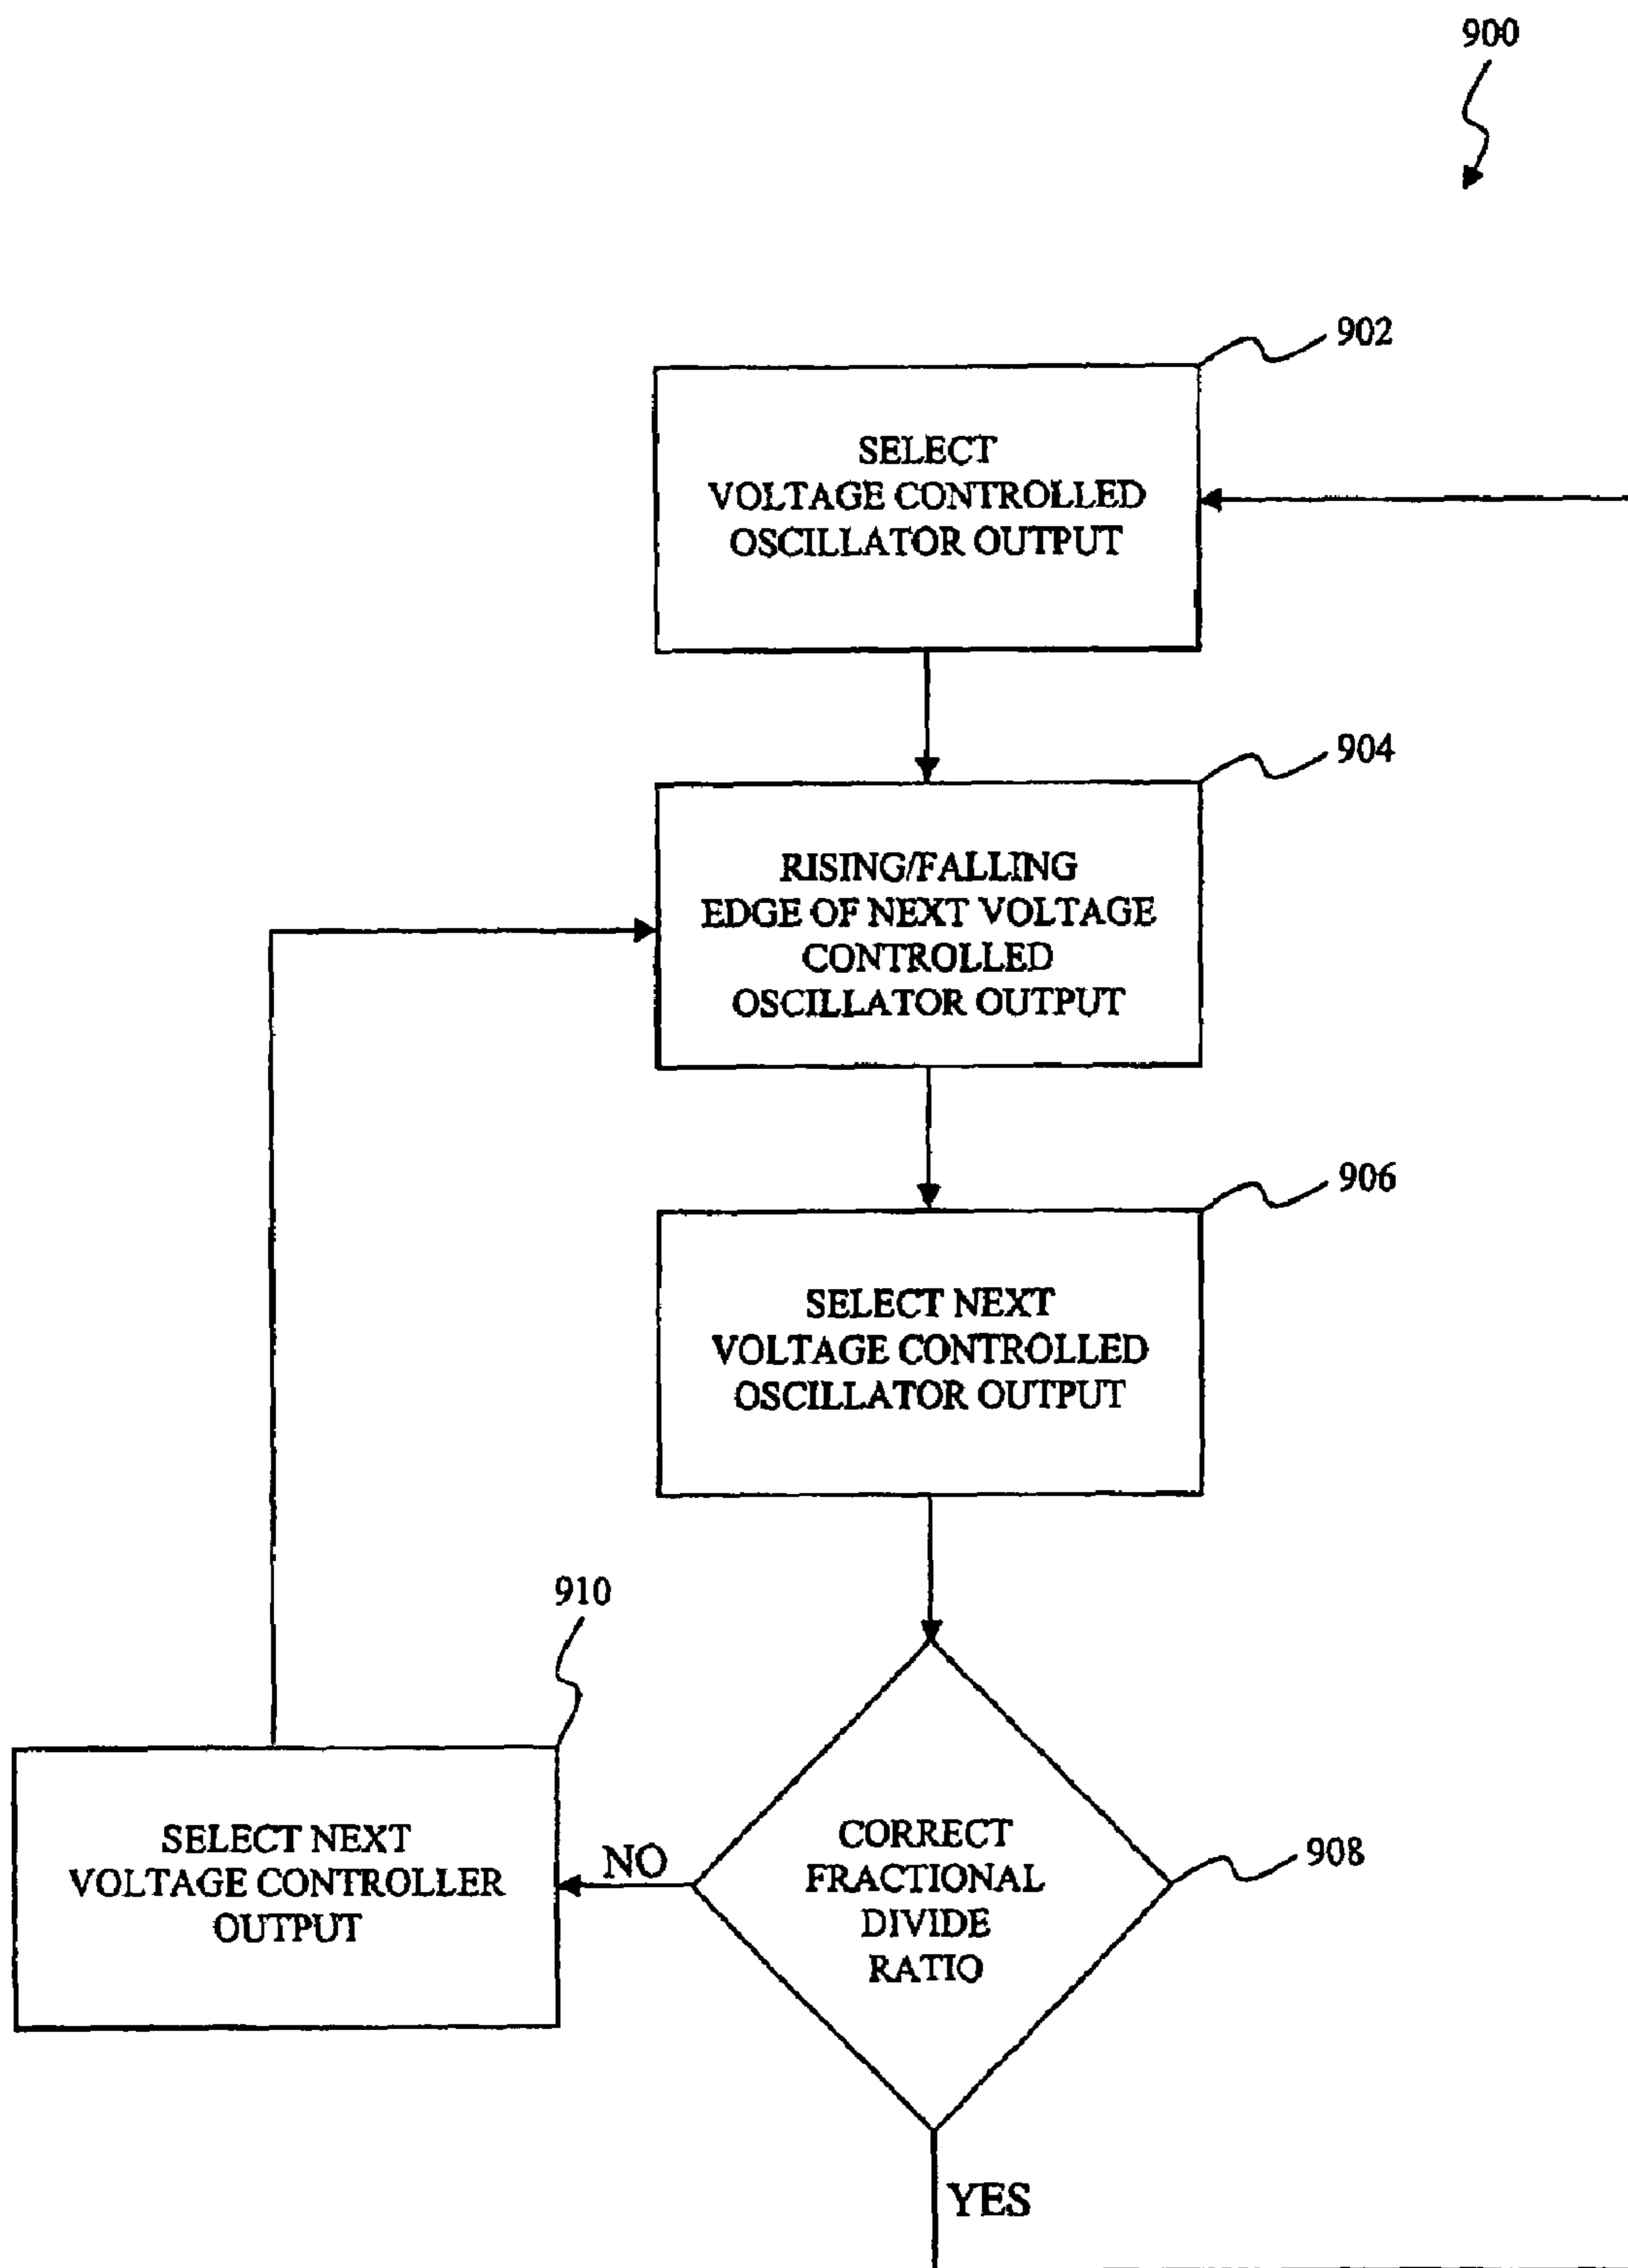 900
902
SELECT
VOLTAGE CONTROLLED
OSCILLATOR OUTPUT
904
RISING/FALLING
EDGE OF NEXT VOLTAGE
CONTROLLED
OSCILLATOR OUTPUT
906
SELECT NEXT
VOLTAGE CONTROLLED
OSCILLATOR OUTPUT
910
SELECT NEXT
VOLTAGE CONTROLLER
OUTPUT
NO
CORRECT
FRACTIONAL
DIVIDE
RATIO
908
YES